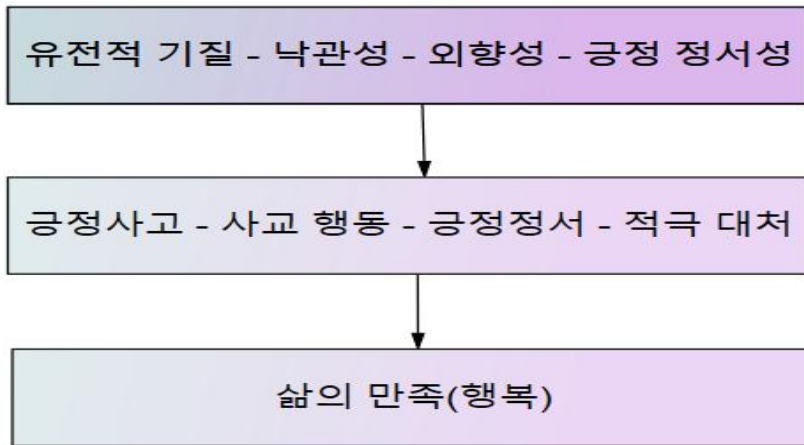 유전적 기질 - 낙관성 - 외향성 - 긍정 정서성
긍정사고 - 사교 행동 - 긍정정서 - 적극 대처
삶의 만족(행복)